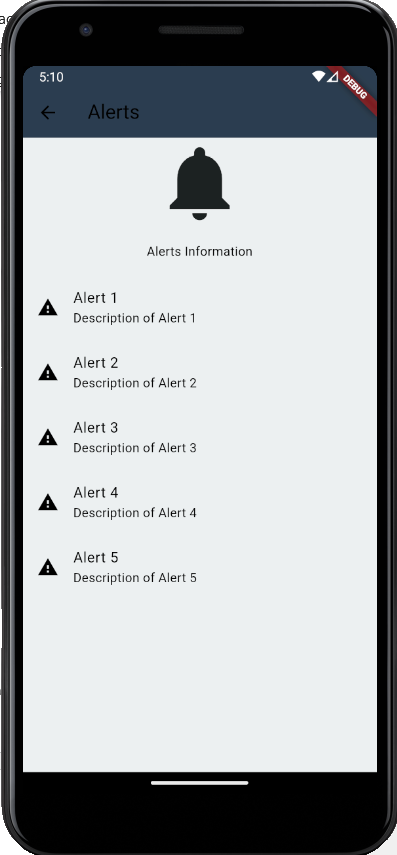 5:10
DEBUG
Alerts
Alerts Information
Alert 1
Description of Alert 1
Alert 2
Description of Alert 2
Alert 3
Description of Alert 3
Alert 4
Description of Alert 4
Alert 5
Description of Alert 5